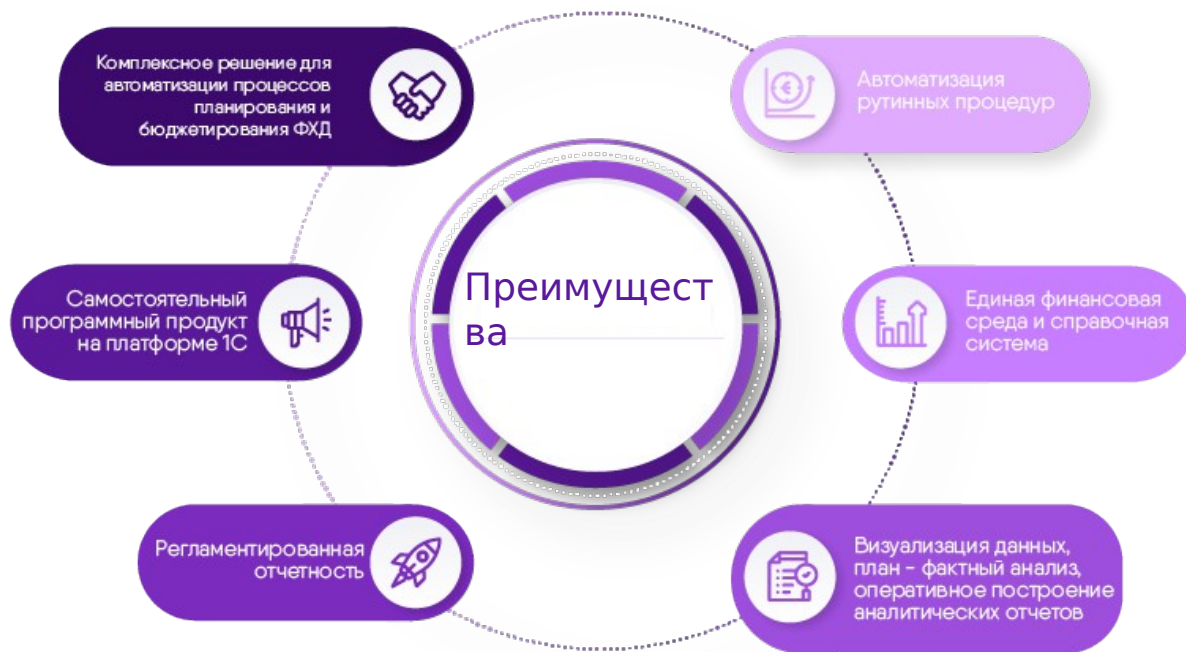 Комплексное решение для
автоматизации процессов
планирования и
бюджетирования ФХД
Автоматизация
рутинных процедур
Преимущест
ва
Самостоятельный
программный продукт
на платформе 1С
Единая финансовая
среда и справочная
система
Регламентированная
отчетность
Визуализация данных,
план – фактный анализ,
оперативное построение
аналитических отчетов